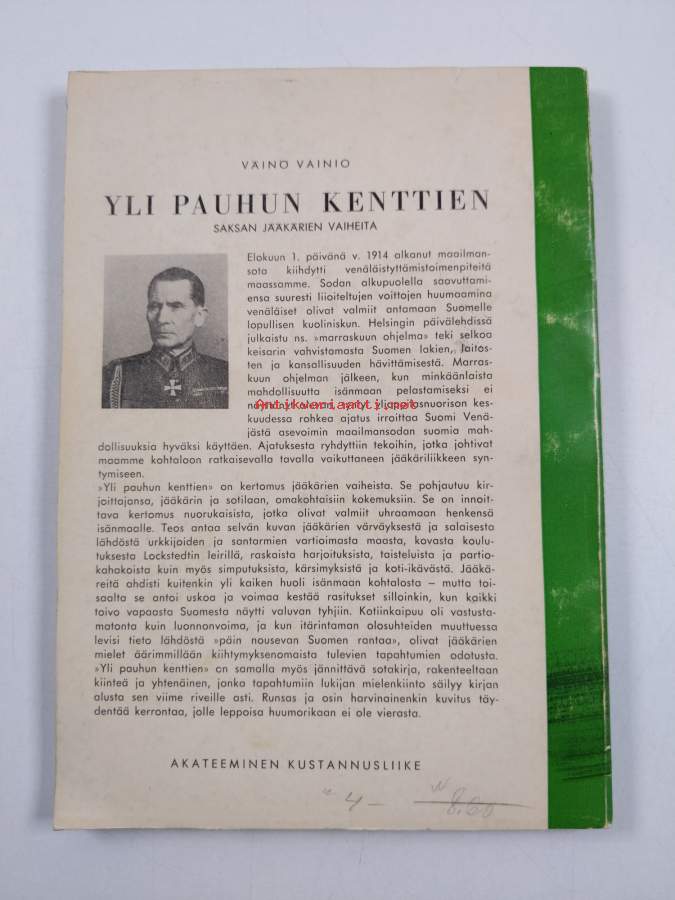 VÄINÖ VAINIO
YLI PAUHUN KENTTIEN
SAKSAN JÄÄKÄRIEN VAIHEITA
Elokuun 1. päivänä v. 1914 alkanut maailman-
sota kiihdytti venäläistyttämistoimenpiteitä
maassamme. Sodan alkupuolella saavuttami-
ensa suuresti liioiteltujen voittojen huumaamina
venäläiset olivat valmiit antamaan Suomelle
lopullisen kuoliniskun. Helsingin päivälehdissä
julkaistu ns. »marraskuun ohjelma» teki selkoa
keisarin vahvistamasta Suomen lakien, laitos-
ten ja kansallisuuden hävittämisestä. Marras-
kuun ohjelman jälkeen, kun minkäänlaista
mahdollisuutta isänmaan pelastamiseksi ei
näyttänyt olevan, syntyi ylioppilasnuorison kes-
Antikvariaatti.net
kuudessa rohkea ajatus irroittaa Suomi Venä-
jästä asevoimin maailmansodan suomia mah-
dollisuuksia hyväksi käyttäen. Ajatuksesta ryhdyttiin tekoihin, jotka johtivat
maamme kohtaloon ratkaisevalla tavalla vaikuttaneen jääkäriliikkeen syn-
tymiseen.
»Yli pauhun kenttien» on kertomus jääkärien vaiheista. Se pohjautuu kir-
joittajansa, jääkärin ja sotilaan, omakohtaisiin kokemuksiin. Se on innoit-
tava kertomus nuorukaisista, jotka olivat valmiit uhraamaan henkensä
isänmaalle. Teos antaa selvän kuvan jääkärien värväyksestä ja salaisesta
lähdöstä urkkijoiden ja santarmien vartioimasta maasta, kovasta koulu-
tuksesta Lockstedtin leirillä, raskaista harjoituksista, taisteluista ja partio-
kahakoista kuin myös simputuksista, kärsimyksistä ja koti-ikävästä. Jääkä-
reitä ahdisti kuitenkin yli kaiken huoli isänmaan kohtalosta – mutta toi-
saalta se antoi uskoa ja voimaa kestää rasitukset silloinkin, kun kaikki
toivo vapaasta Suomesta näytti valuvan tyhjiin. Kotiinkaipuu oli vastusta-
matonta kuin luonnonvoima, ja kun itärintaman olosuhteiden muuttuessa
levisi tieto lähdöstä »päin nousevan Suomen rantaa», olivat jääkärien
mielet äärimmillään kiihtymyksenomaista tulevien tapahtumien odotusta.
»Yli pauhun kenttien» on samalla myös jännittävä sotakirja, rakenteeltaan
kiinteä ja yhtenäinen, jonka tapahtumiin lukijan mielenkiinto säilyy kirjan
alusta sen viime riveille asti. Runsas ja osin harvinainenkin kuvitus täy-
dentää kerrontaa, jolle leppoisa huumorikaan ei ole vierasta.
AKATEEMINEN KUSTANNUSLIIKE
4 –
8.60